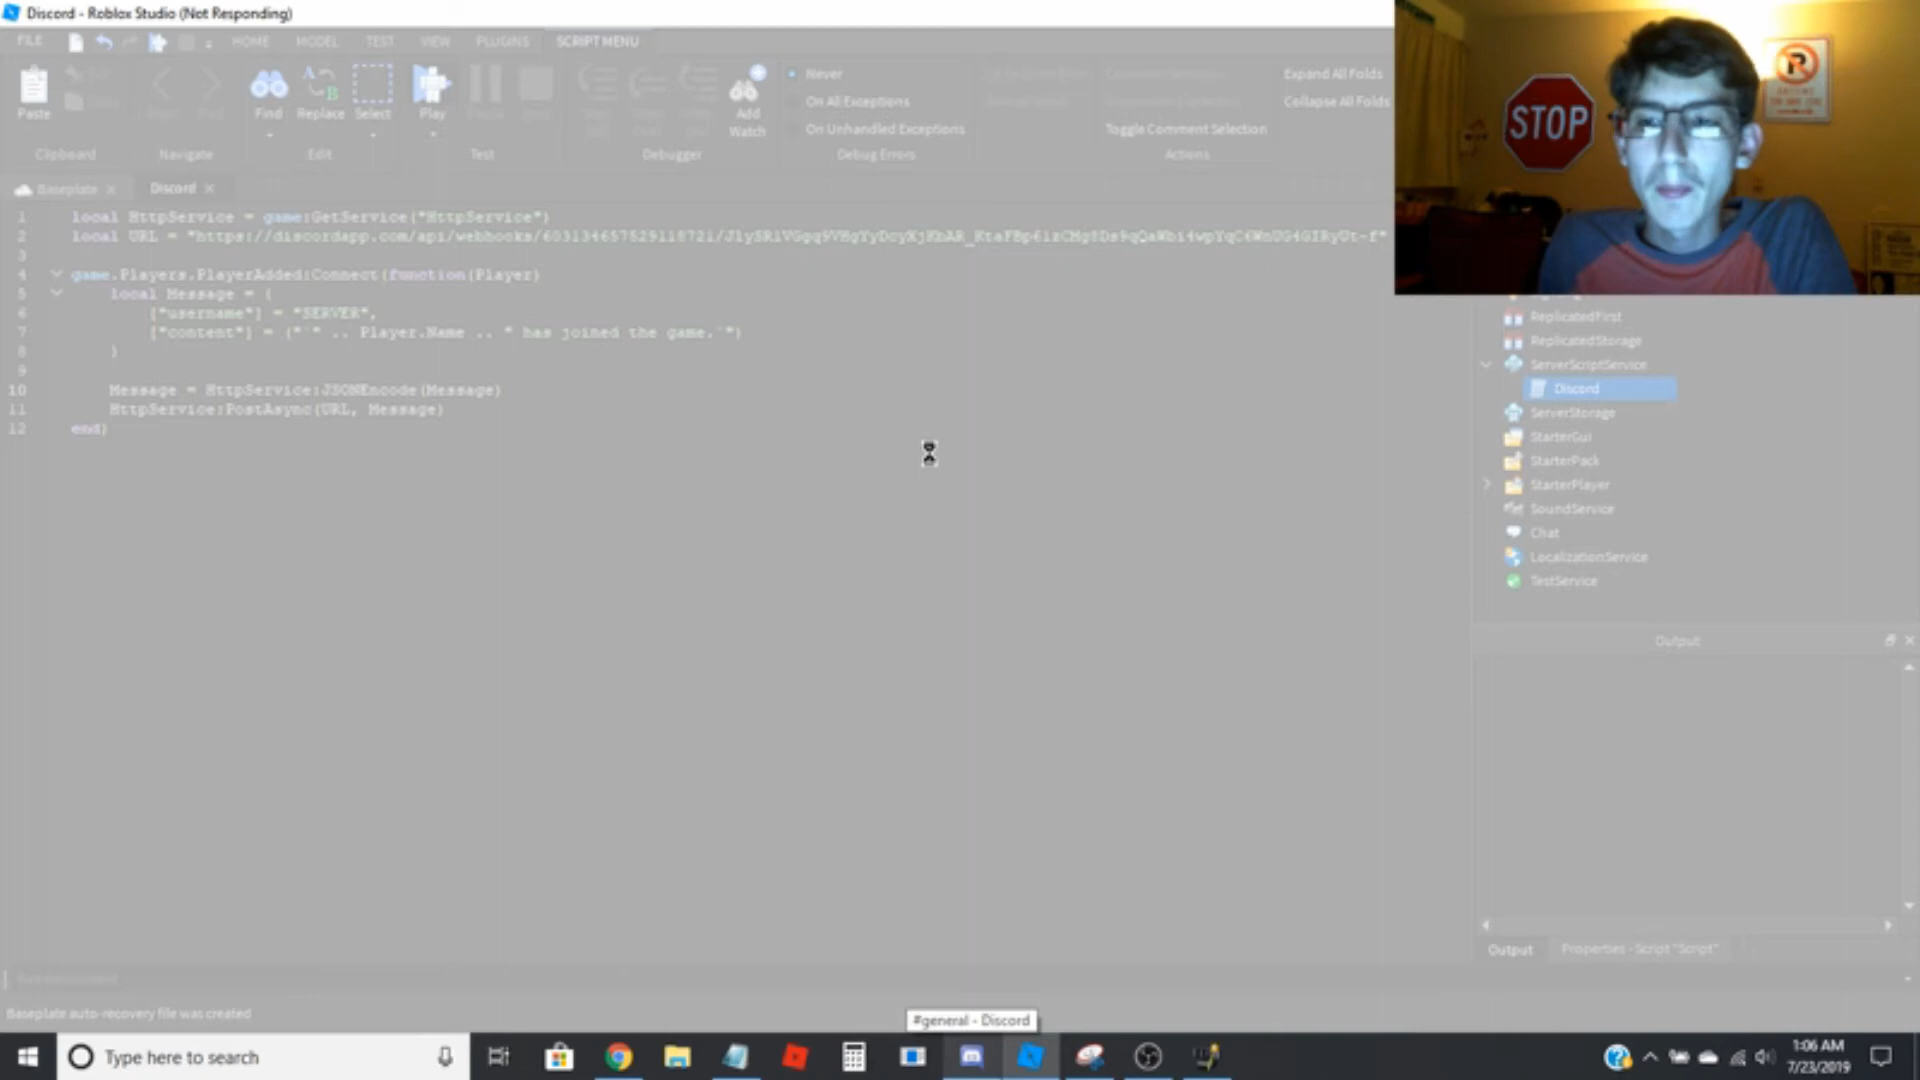 Discord - Roblox Studio (Not Responding)
FILE HOME MODEL TEST VIEW PLUGINS SCRIPT MENU
Paste
Find
Replace
Select
Play
Add Watch
Never
On All Exceptions
On Unhandled Exceptions
Toggle Comment Selection
Expand All Folds
Collapse All Folds
Clipboard Navigate Edit Test Debugger Debug Errors Actions
Baseplate × Discord ×
1 local HttpService = game:GetService("HttpService")
2 local URL = "https://discordapp.com/api/webhooks/
3
4 game.Players.PlayerAdded:Connect(function(Player)
5 local Message = {
6 ["username"] = "SERVER",
7 ["content"] = ("`" .. Player.Name .. " has joined the game.`")
8 }
9
10 Message = HttpService:JSONEncode(Message)
11 HttpService:PostAsync(URL, Message)
12 end)
STOP
ReplicatedFirst
ReplicatedStorage
ServerScriptService
Discord
ServerStorage
StarterGui
StarterPack
StarterPlayer
SoundService
Chat
LocalizationService
TestService
Output
Output Properties - Script "Script"
Baseplate auto-recovery file was created
#general - Discord
Type here to search
1:06 AM
7/23/2019